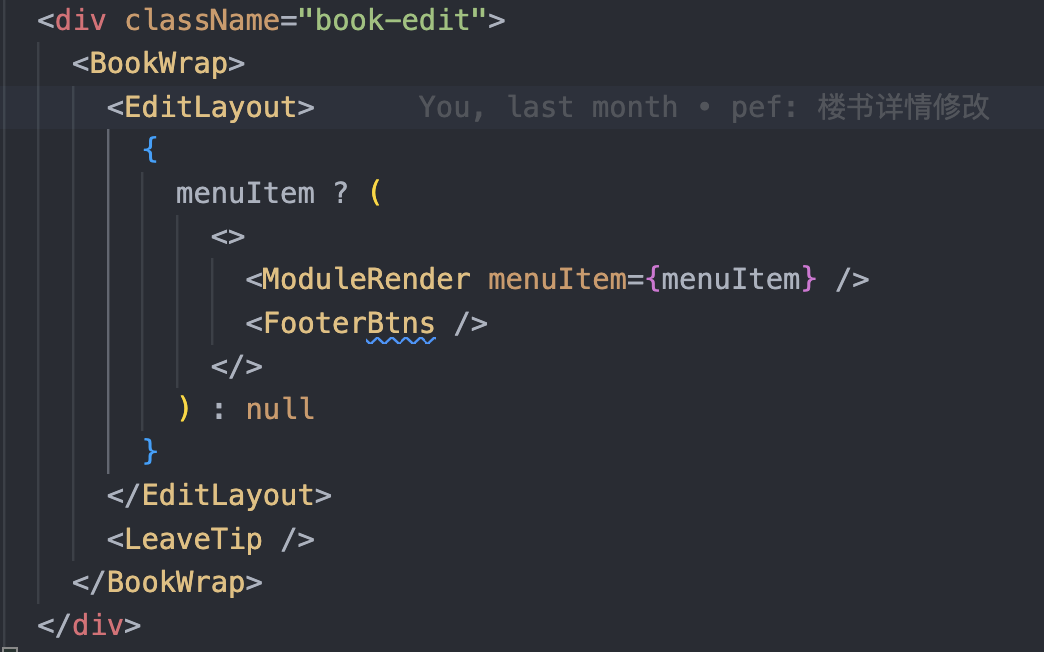 <div className="book-edit">
<BookWrap>
<EditLayout> You, last month • pef: 楼书详情修改
{
menuItem ? (
<>
<ModuleRender menuItem={menuItem} />
<FooterBtns />
</>
) : null
}
</EditLayout>
<LeaveTip />
</BookWrap>
</div>